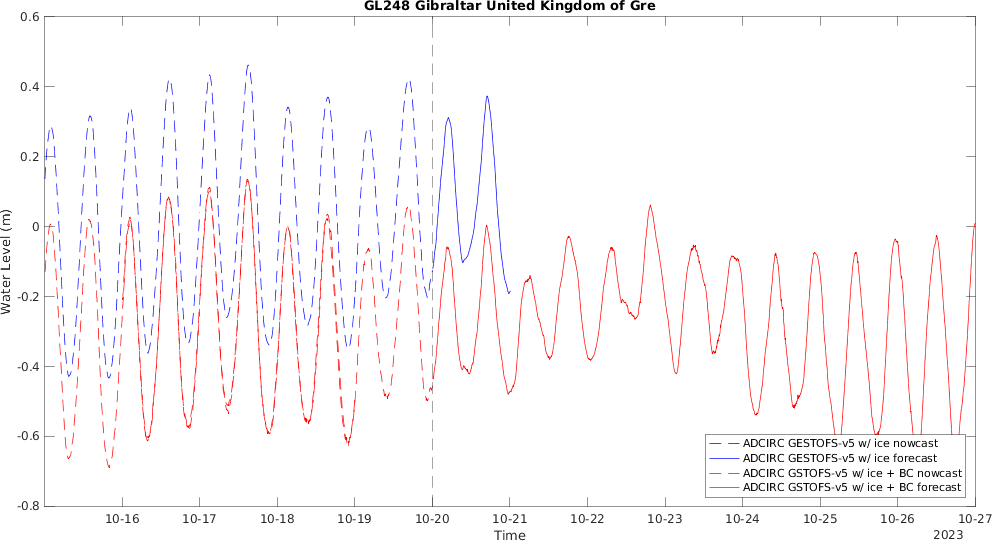 GL248 Gibraltar United Kingdom of Gre
Water Level (m)
0.6
0.4
0.2
0
-0.2
-0.4
-0.6
-0.8
ADCIRC GESTOFS-v5 w/ ice nowcast
ADCIRC GESTOFS-v5 w/ ice forecast
ADCIRC GSTOFS-v5 w/ ice + BC nowcast
ADCIRC GSTOFS-v5 w/ ice + BC forecast
10-16 10-17 10-18 10-19 10-20 10-21 10-22 10-23 10-24 10-25 10-26 10-27
Time
2023